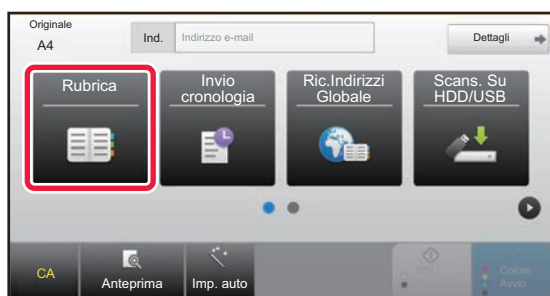 Originale
A4
Ind.
Indirizzo e-mail
Dettagli
Rubrica
Invio
cronologia
Ric.Indirizzi
Globale
Scans. Su
HDD/USB
CA
Anteprima
Imp. auto
B/N
Avvio
Colore
Avvio